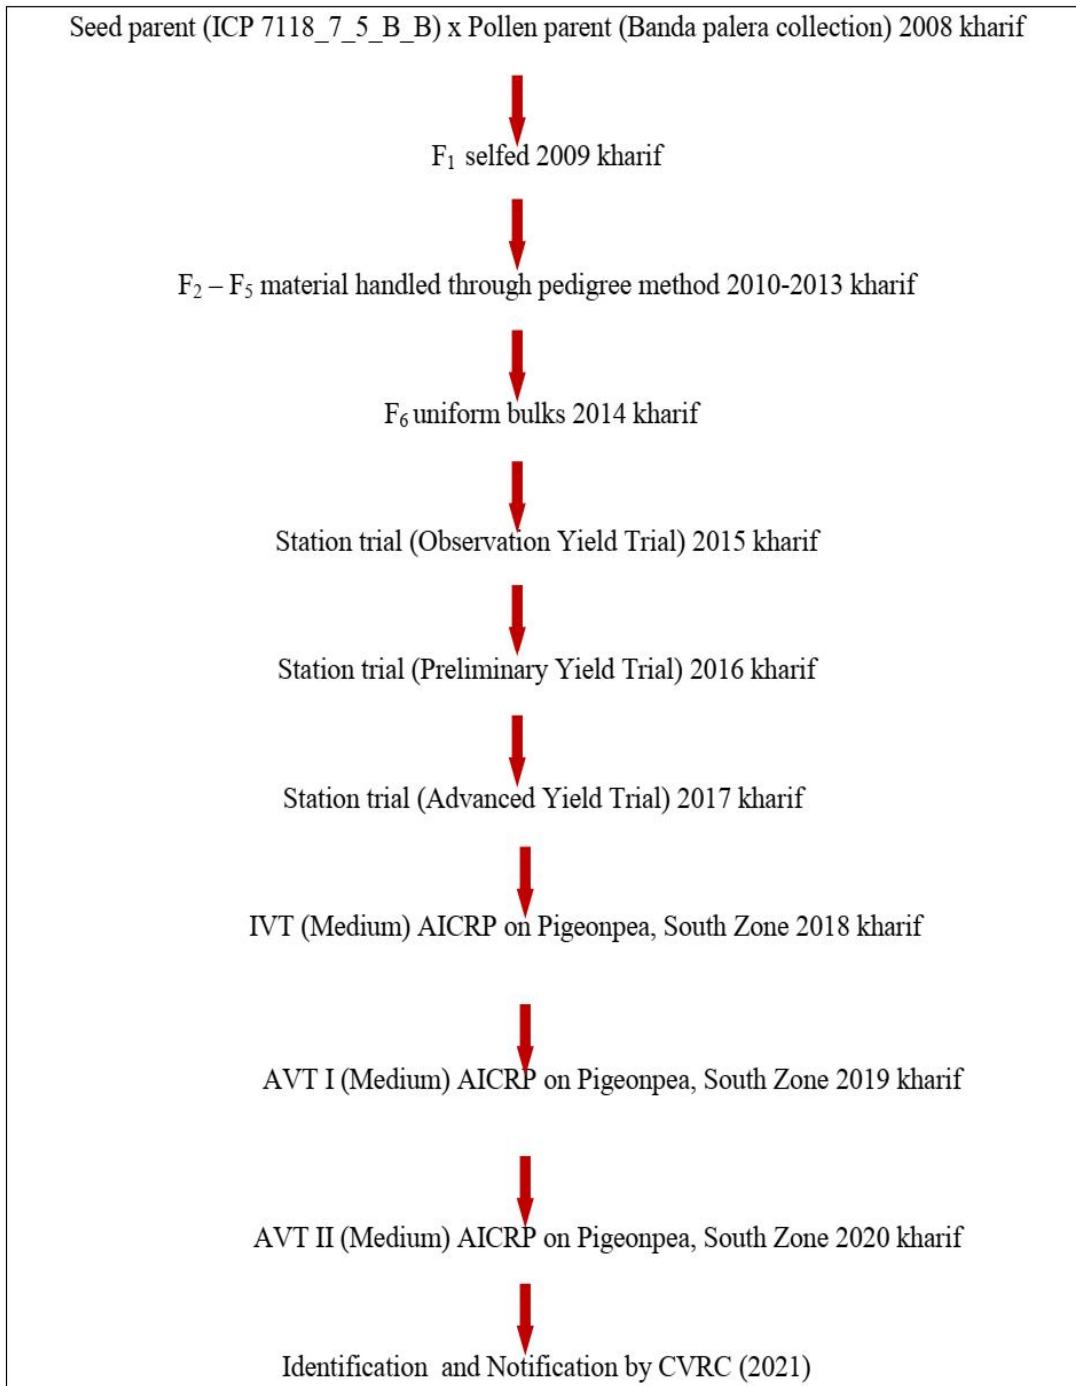 Seed parent (ICP 7118_7_5_B_B) x Pollen parent (Banda palera collection) 2008 kharif
F₁ selfed 2009 kharif
F₂ – F₅ material handled through pedigree method 2010-2013 kharif
F₆ uniform bulks 2014 kharif
Station trial (Observation Yield Trial) 2015 kharif
Station trial (Preliminary Yield Trial) 2016 kharif
Station trial (Advanced Yield Trial) 2017 kharif
IVT (Medium) AICRP on Pigeonpea, South Zone 2018 kharif
AVT I (Medium) AICRP on Pigeonpea, South Zone 2019 kharif
AVT II (Medium) AICRP on Pigeonpea, South Zone 2020 kharif
Identification and Notification by CVRC (2021)